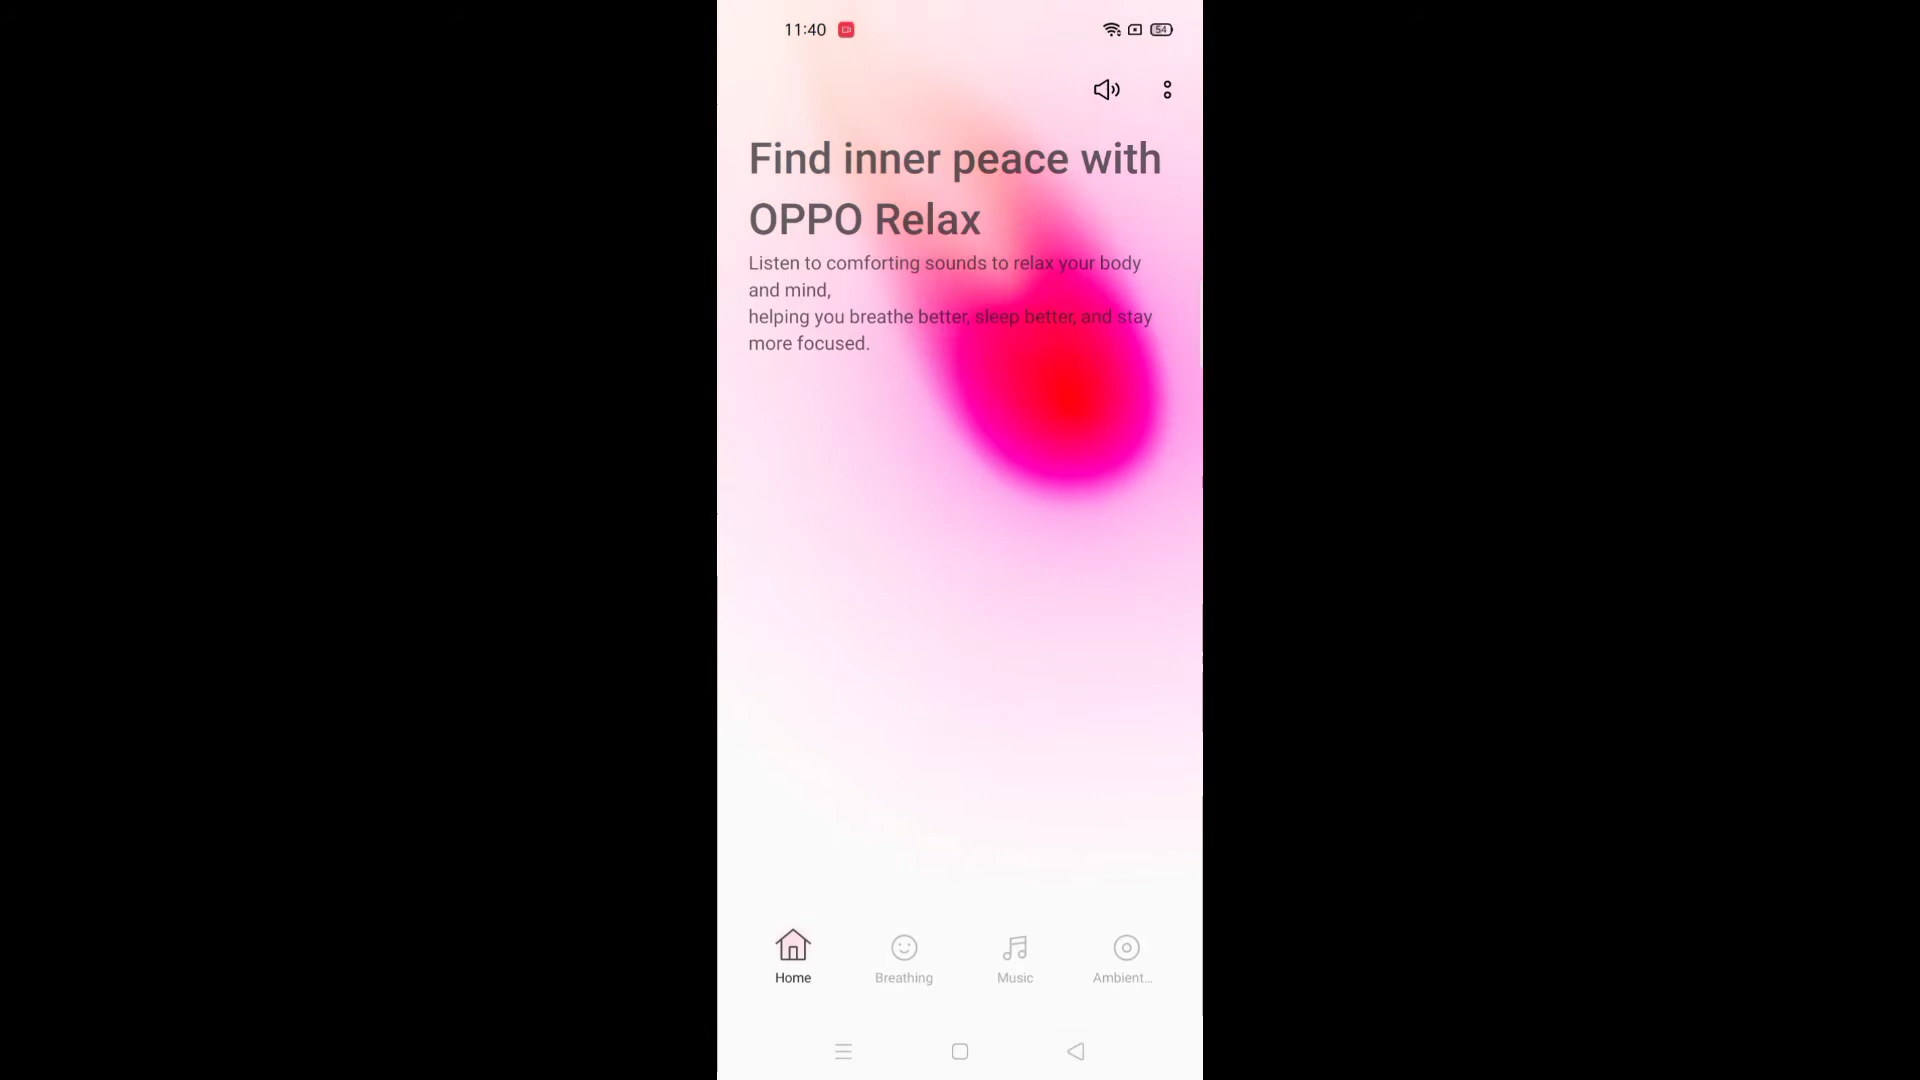 11:40
54
Find inner peace with
OPPO Relax
Listen to comforting sounds to relax your body
and mind,
helping you breathe better, sleep better, and stay
more focused.
Home
Breathing
Music
Ambient...